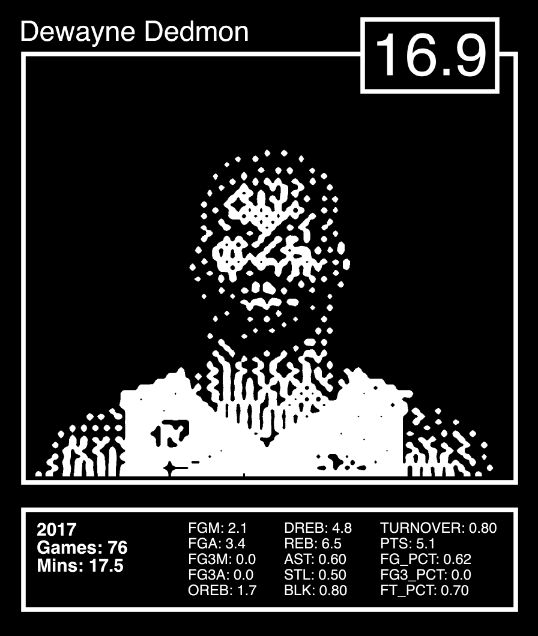 Dewayne Dedmon
16.9
2017
Games: 76
Mins: 17.5
FGM: 2.1
FGA: 3.4
FG3M: 0.0
FG3A: 0.0
OREB: 1.7
DREB: 4.8
REB: 6.5
AST: 0.60
STL: 0.50
BLK: 0.80
TURNOVER: 0.80
PTS: 5.1
FG_PCT: 0.62
FG3_PCT: 0.0
FT_PCT: 0.70